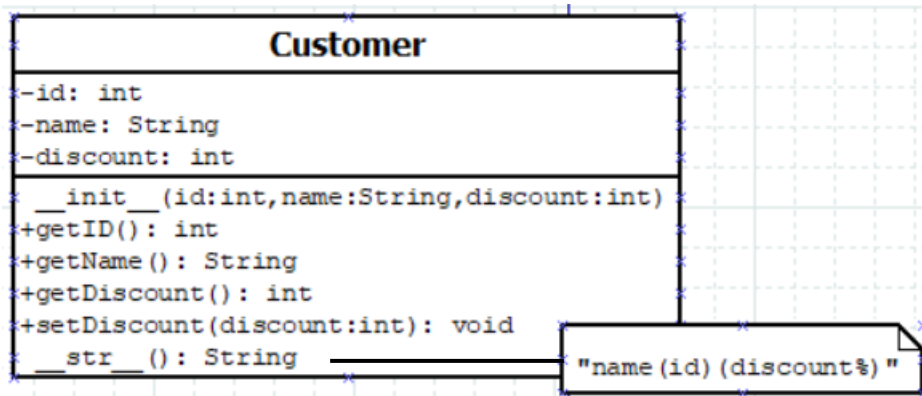 Customer
-id: int
-name: String
-discount: int
__init__(id:int,name:String,discount:int)
+getID(): int
+getName(): String
+getDiscount(): int
+setDiscount(discount:int): void
__str__(): String
"name(id)(discount%)"